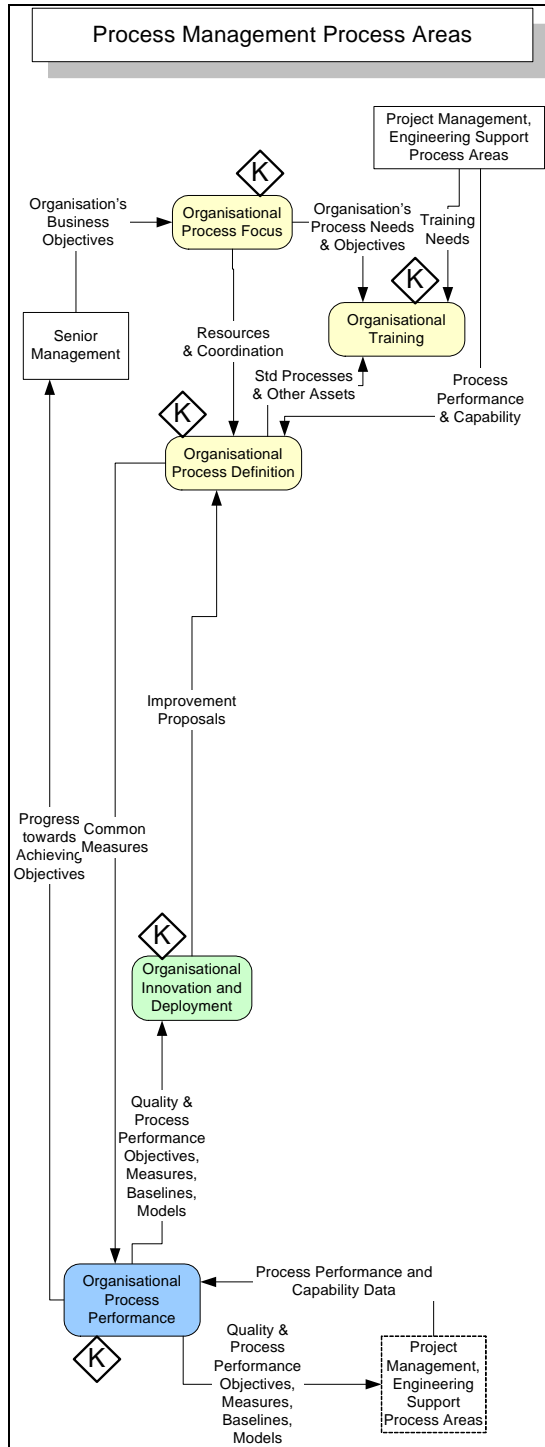 Process Management Process Areas
Project Management,
Engineering Support
Process Areas
K
Organisation's
Business
Objectives
Organisational
Process Focus
Organisation's
Process Needs
& Objectives
Training
Needs
K
Organisational
Training
Senior
Management
Resources
& Coordination
Std Processes
& Other Assets
Process
Performance
& Capability
K
Organisational
Process Definition
Improvement
Proposals
Progress
towards
Achieving
Objectives
Common
Measures
K
Organisational
Innovation and
Deployment
Quality &
Process
Performance
Objectives,
Measures,
Baselines,
Models
Organisational
Process
Performance
K
Process Performance and
Capability Data
Quality &
Process
Performance
Objectives,
Measures,
Baselines,
Models
Project
Management,
Engineering
Support
Process Areas